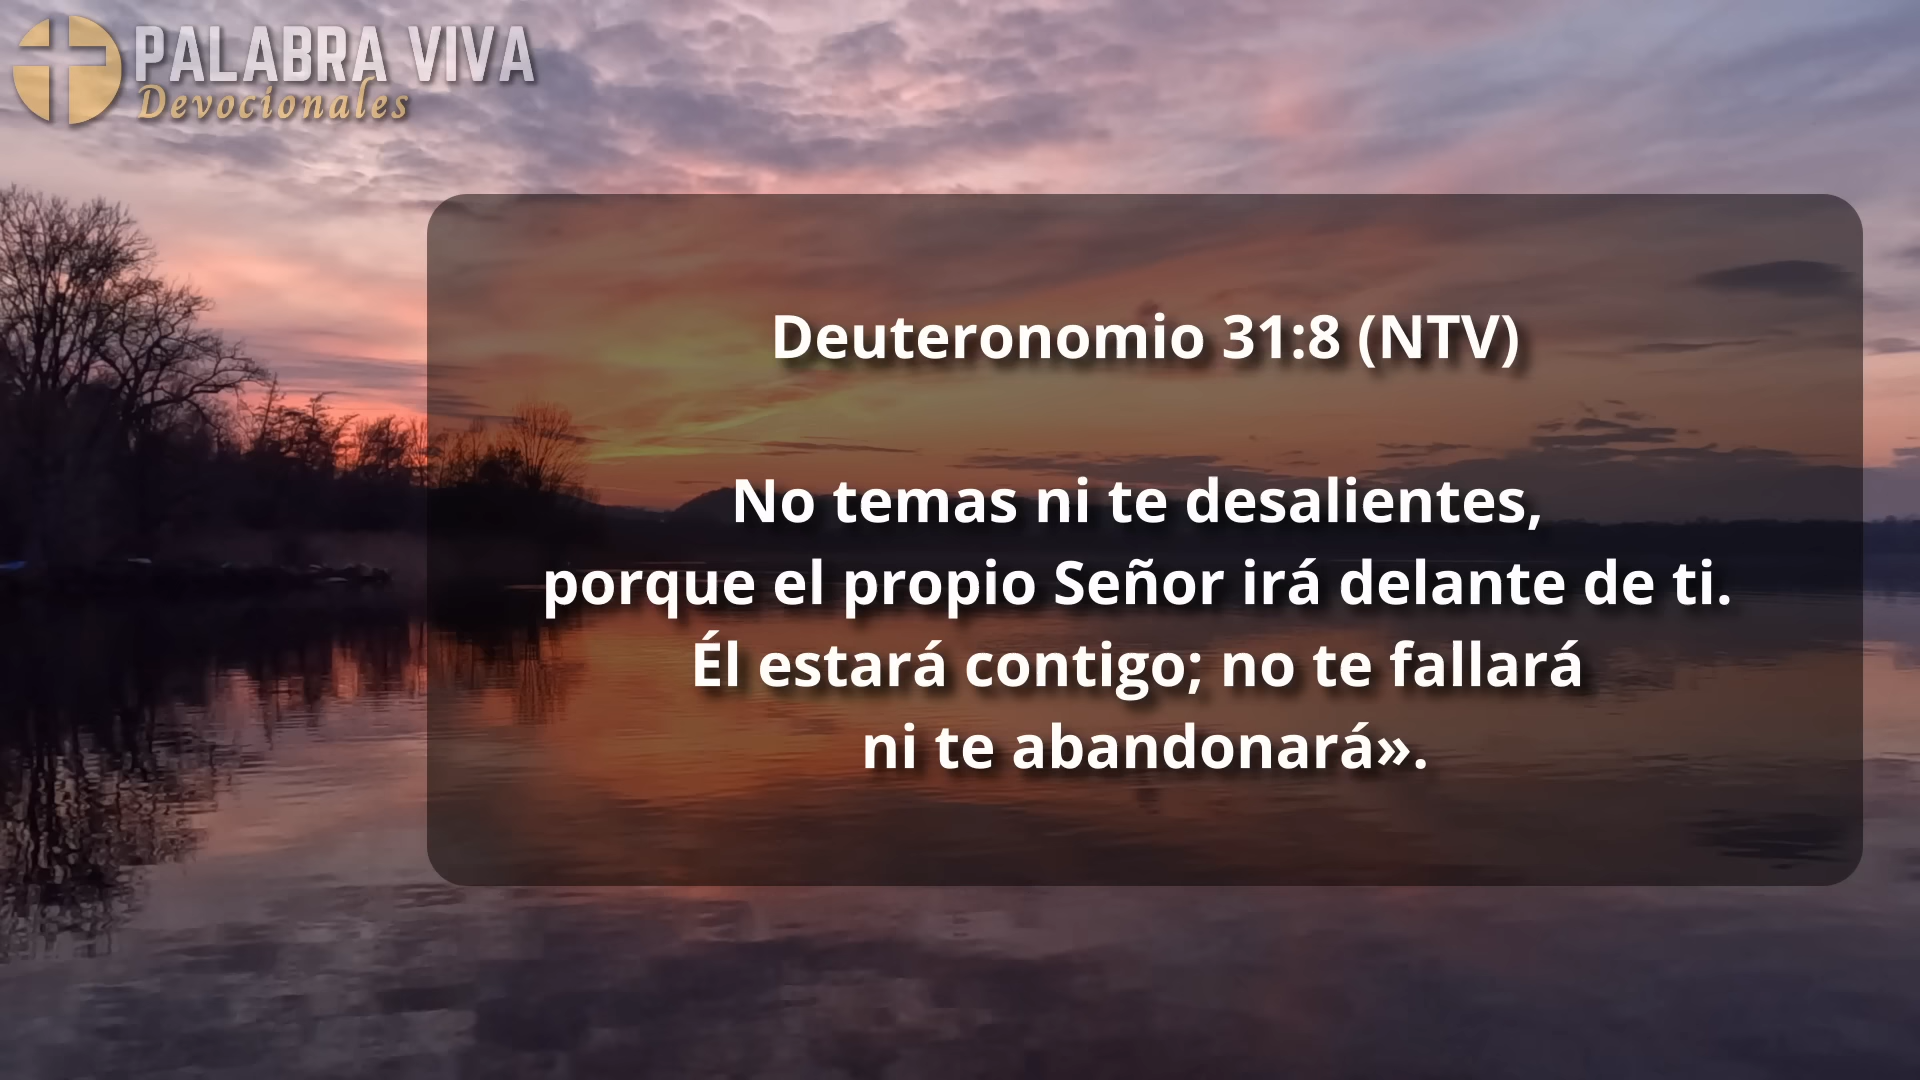 PALABRA VIVA
Devocionales
Deuteronomio 31:8 (NTV)
No temas ni te desalientes,
porque el propio Señor irá delante de ti.
Él estará contigo; no te fallará
ni te abandonará».